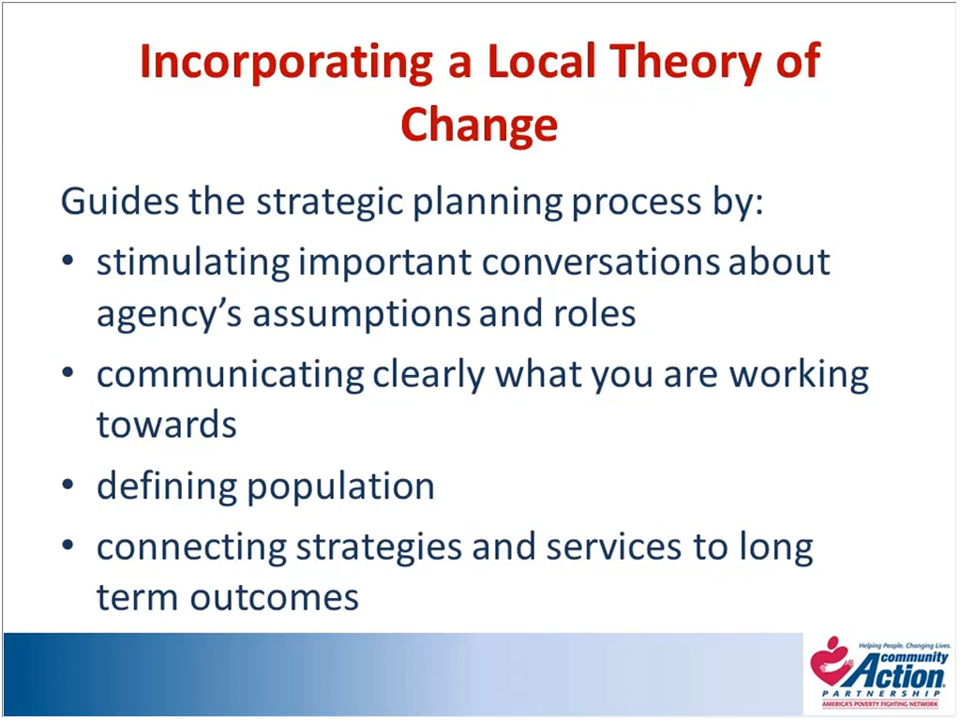 Incorporating a Local Theory of
Change
Guides the strategic planning process by:
• stimulating important conversations about
agency’s assumptions and roles
• communicating clearly what you are working
towards
• defining population
• connecting strategies and services to long
term outcomes
Helping People. Changing Lives.
community
Action
PARTNERSHIP
AMERICA'S POVERTY FIGHTING NETWORK